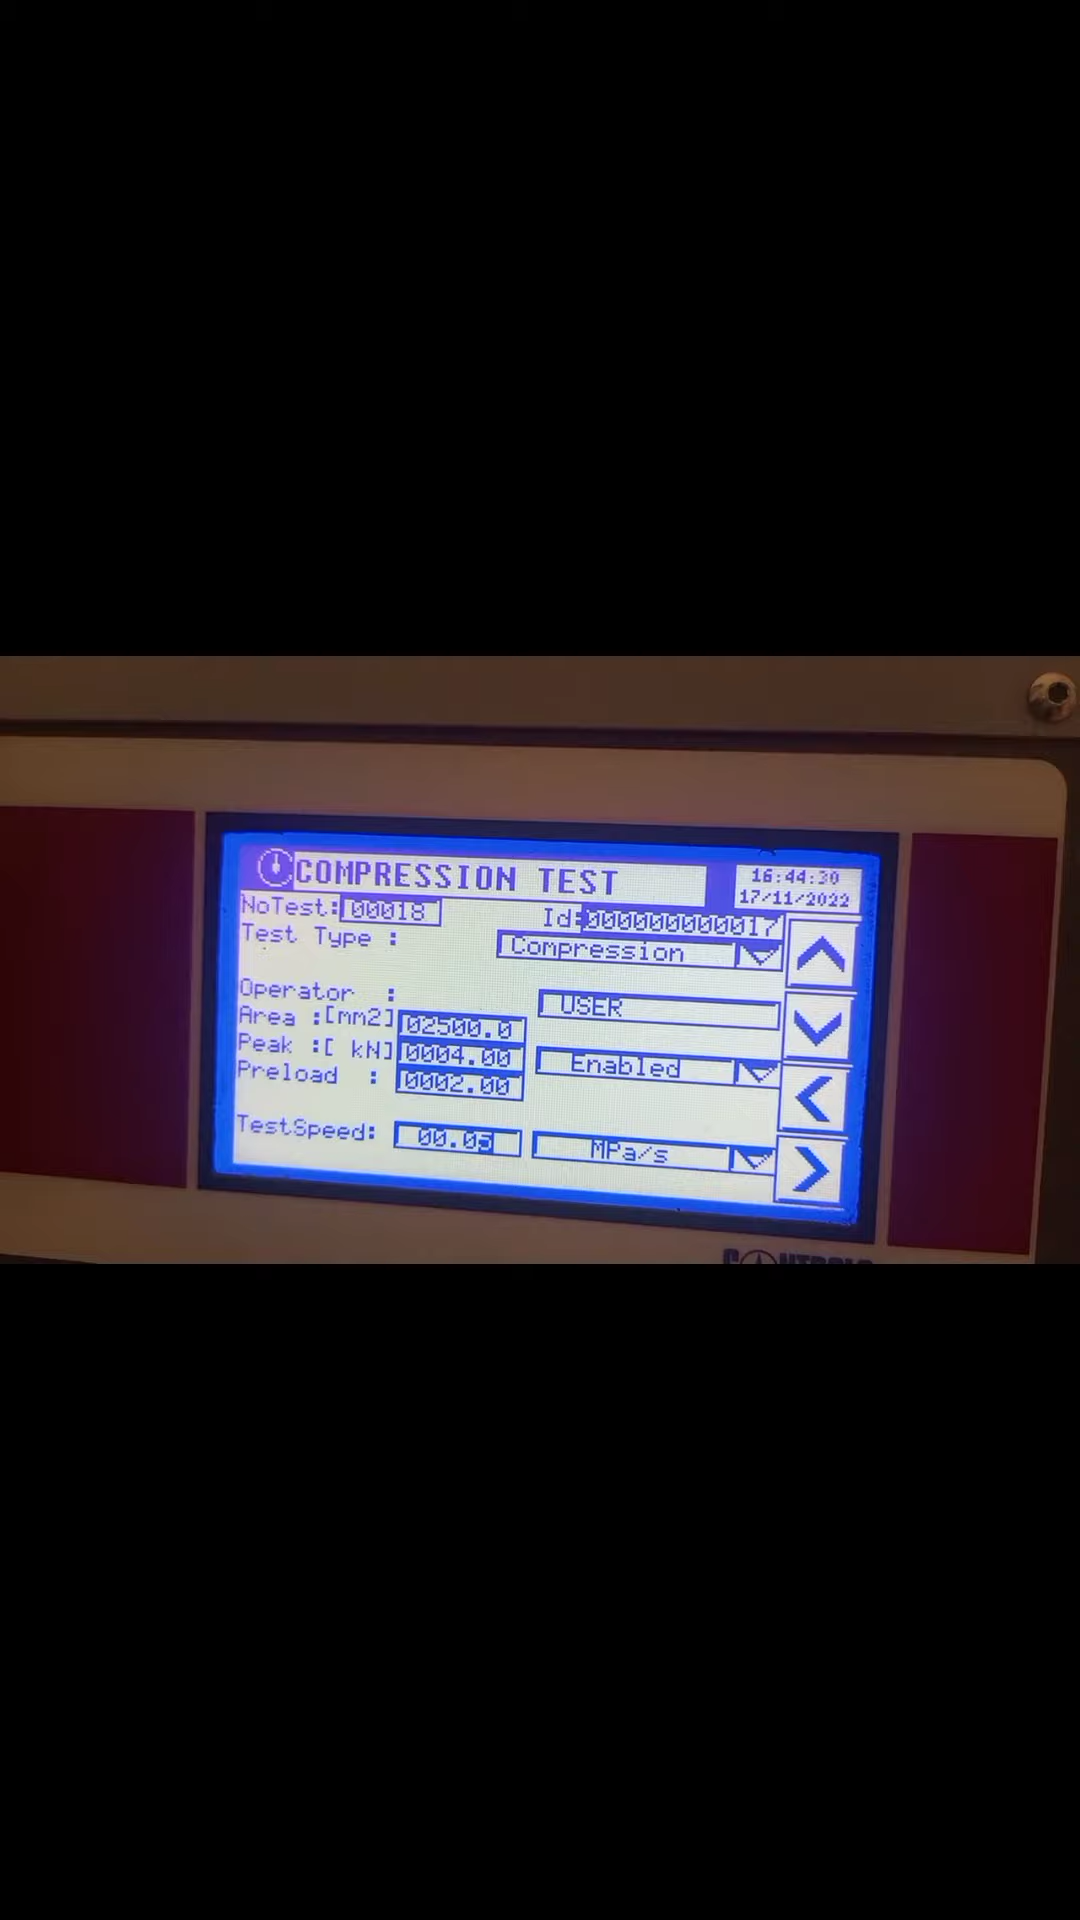 COMPRESSION TEST
16:44:30
17/11/2022
NoTest: 00018
Id: 000000000017
Test Type : Compression
Operator : USER
Area :[mm2] 02500.0
Peak :[ kN] 0004.00 Enabled
Preload : 0002.00
TestSpeed: 00.05 MPa/s
CONTROLS